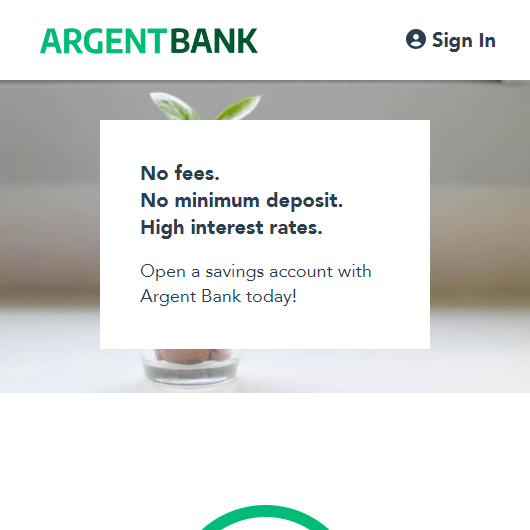 ARGENTBANK
Sign In
No fees.
No minimum deposit.
High interest rates.
Open a savings account with
Argent Bank today!